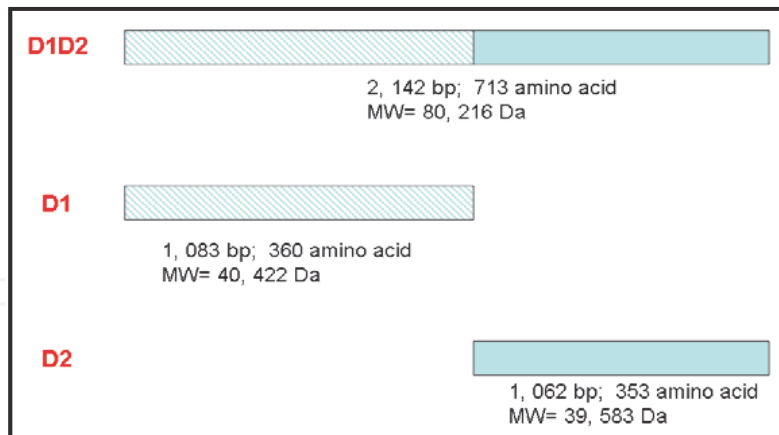 D1D2
2, 142 bp; 713 amino acid
MW= 80, 216 Da
D1
1, 083 bp; 360 amino acid
MW= 40, 422 Da
D2
1, 062 bp; 353 amino acid
MW= 39, 583 Da